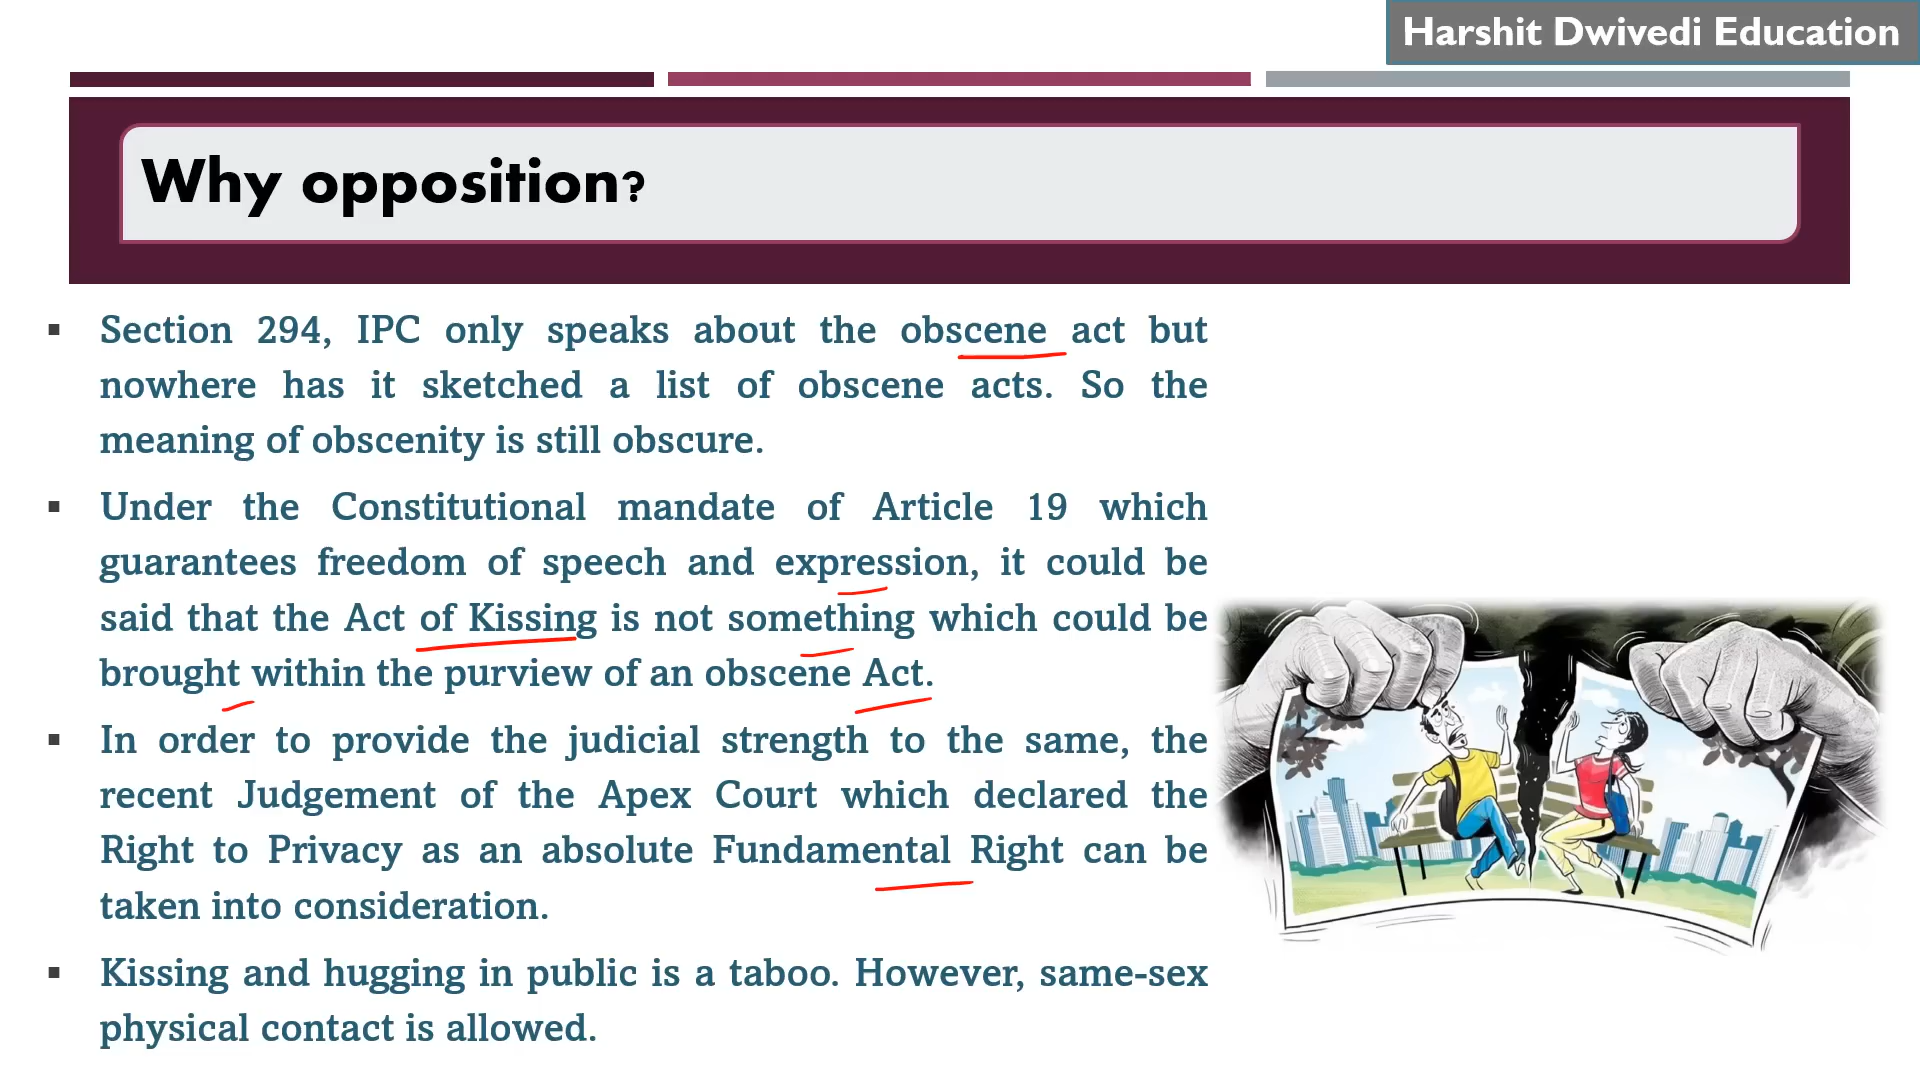 Harshit Dwivedi Education
Why opposition?
▪ Section 294, IPC only speaks about the obscene act but
nowhere has it sketched a list of obscene acts. So the
meaning of obscenity is still obscure.
▪ Under the Constitutional mandate of Article 19 which
guarantees freedom of speech and expression, it could be
said that the Act of Kissing is not something which could be
brought within the purview of an obscene Act.
▪ In order to provide the judicial strength to the same, the
recent Judgement of the Apex Court which declared the
Right to Privacy as an absolute Fundamental Right can be
taken into consideration.
▪ Kissing and hugging in public is a taboo. However, same-sex
physical contact is allowed.